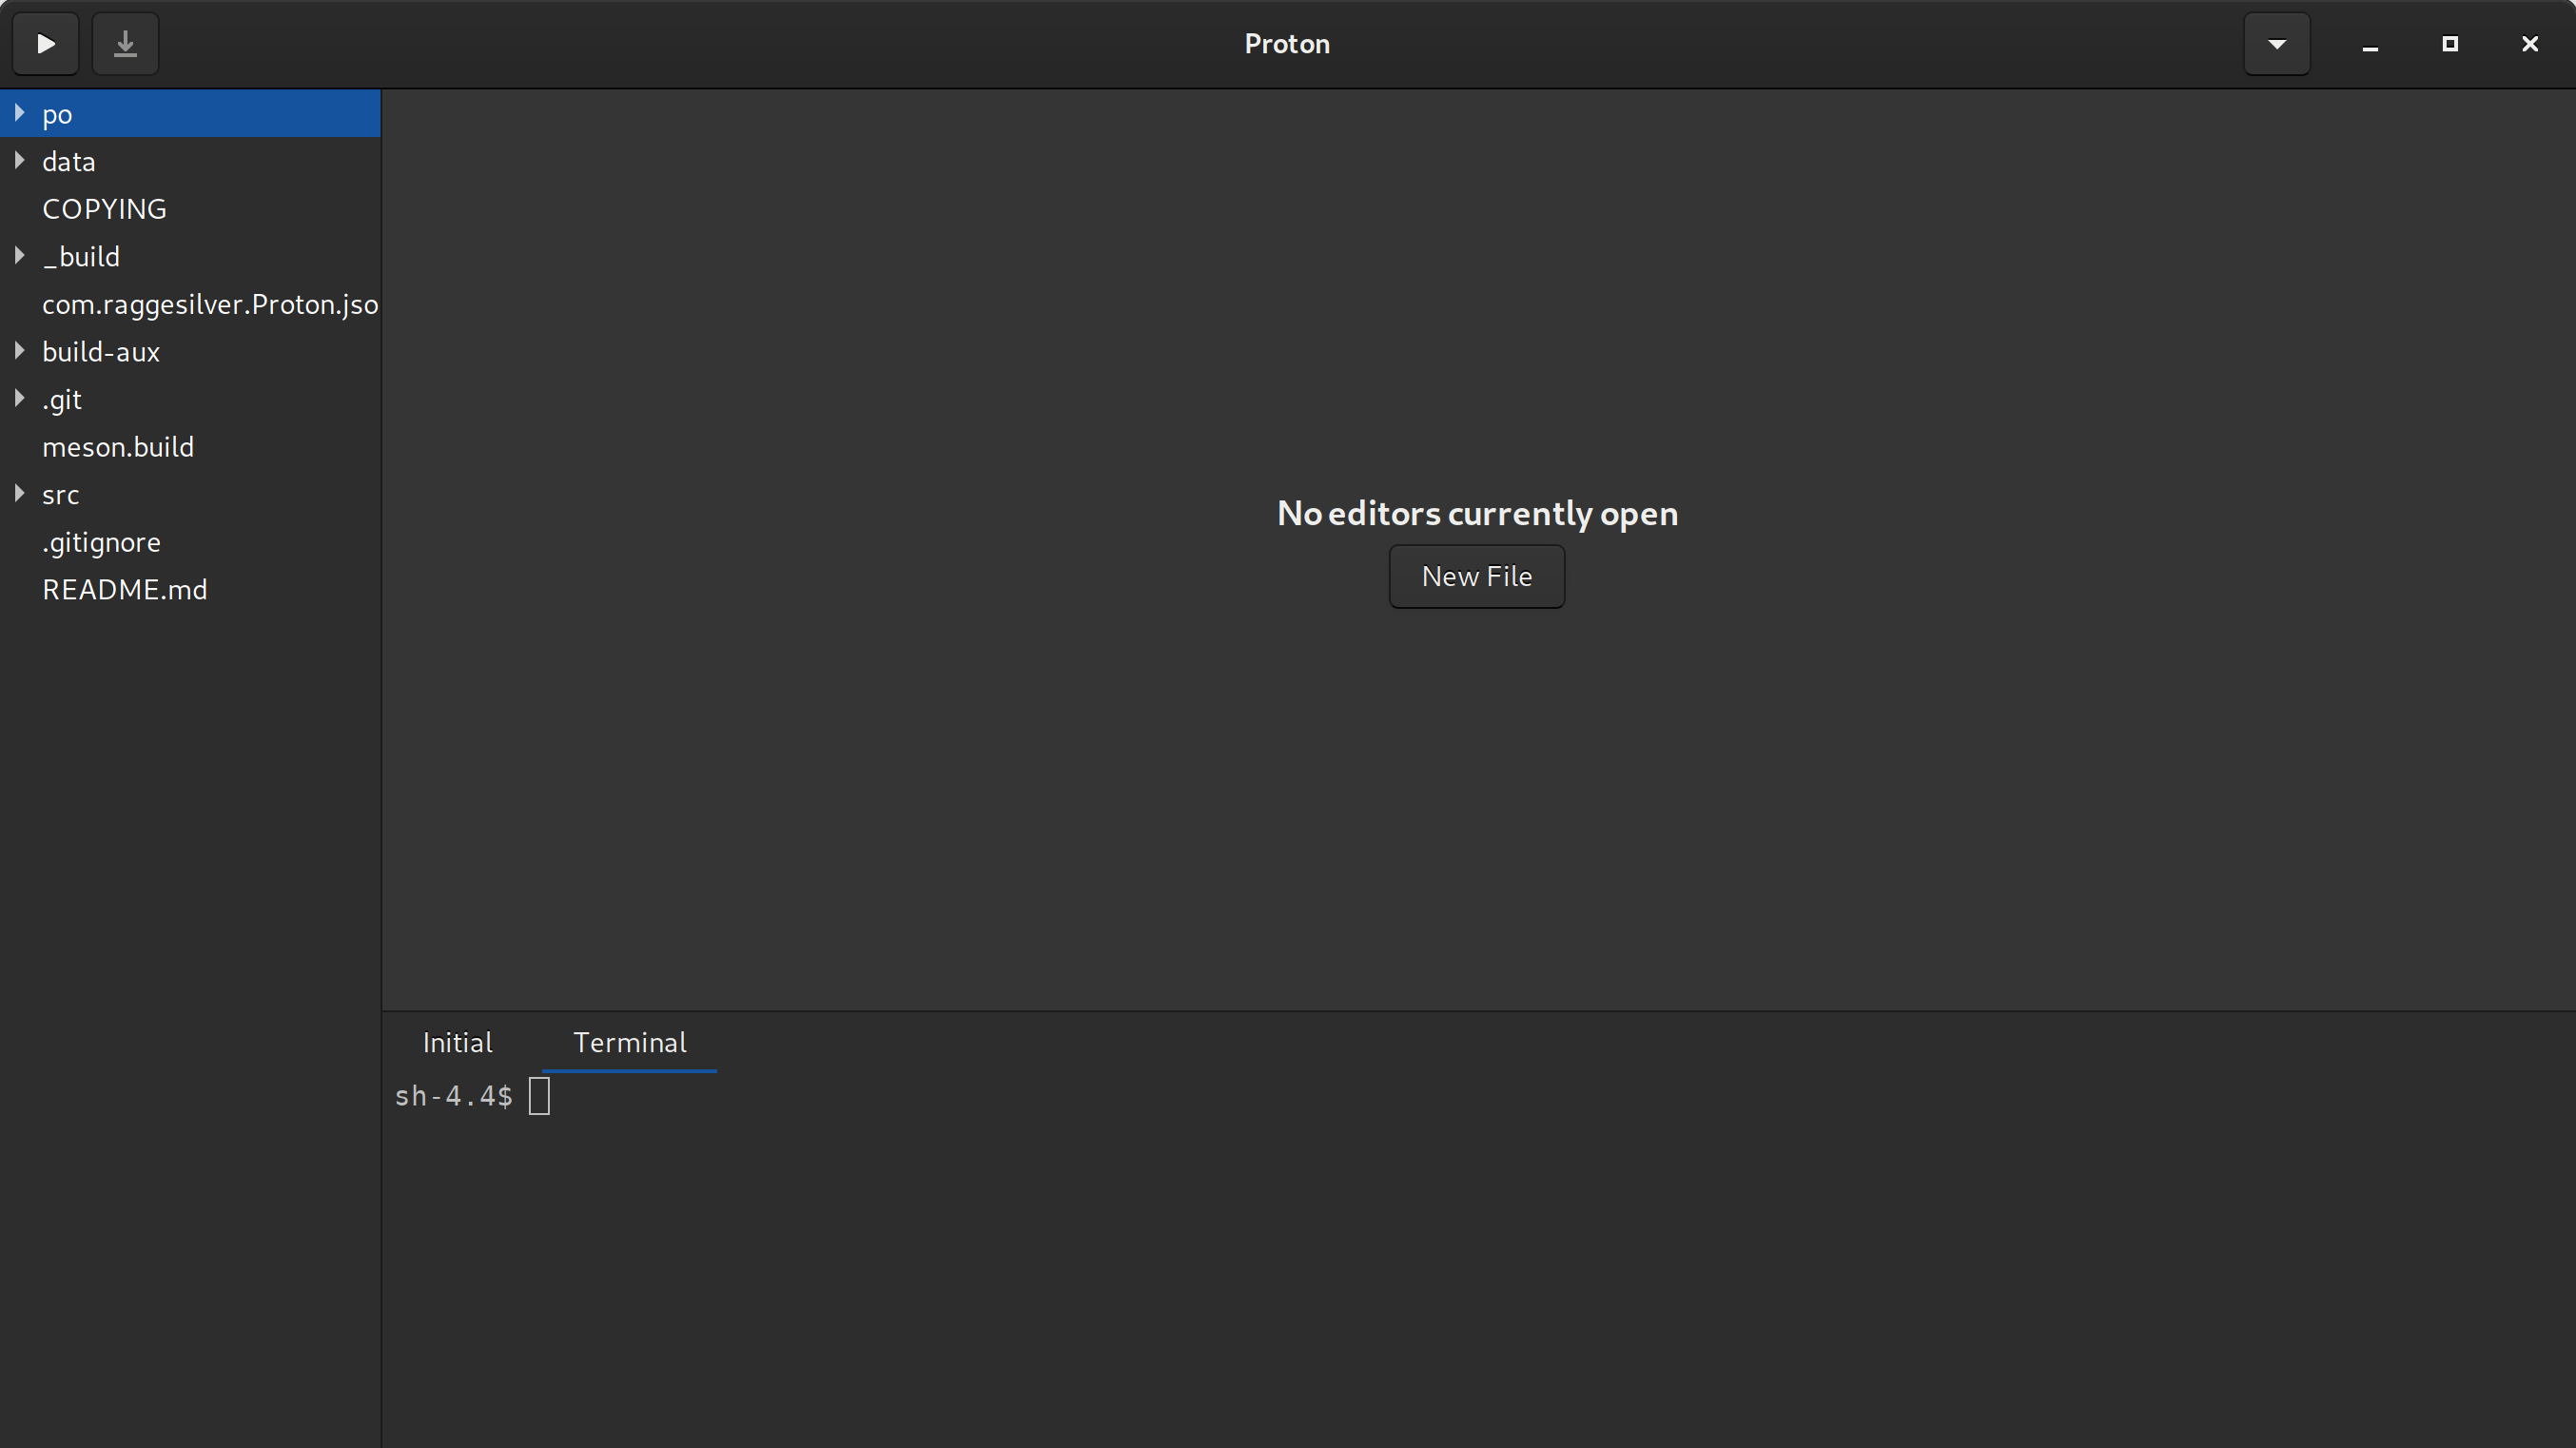 Proton
po
data
COPYING
_build
com.raggesilver.Proton.jso
build-aux
.git
meson.build
src
.gitignore
README.md
No editors currently open
New File
Initial Terminal
sh-4.4$